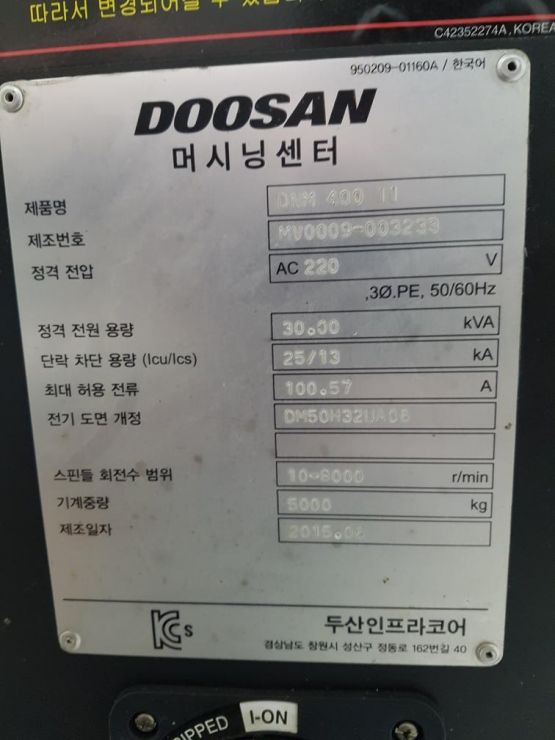 따라서 변경되어질 수 있습니다
C42352274A, KOREA
950209-01160A / 한국어
DOOSAN
머시닝센터
제품명 DNM 400 II
제조번호 MV0009-003233
정격 전압 AC 220 V
,3Ø.PE, 50/60Hz
정격 전원 용량 30.00 kVA
단락 차단 용량 (Icu/Ics) 25/13 kA
최대 허용 전류 100.57 A
전기 도면 개정
스핀들 회전수 범위 10~8000 r/min
기계중량 5000 kg
제조일자
KCs
두산인프라코어
경상남도 창원시 성산구 정동로 162번길 40
I-ON